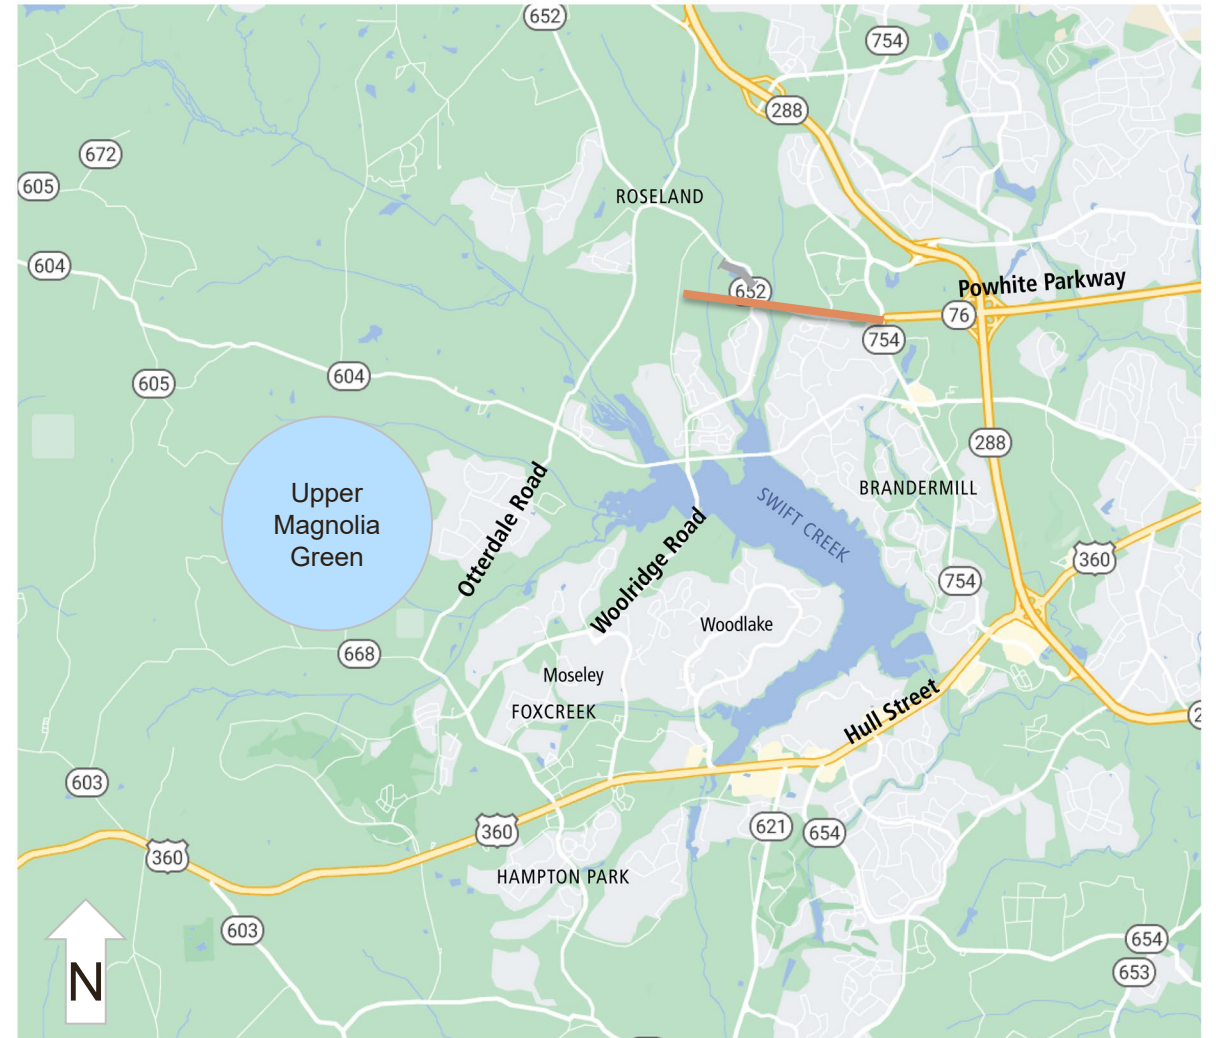 652
754
288
672
605
ROSELAND
604
Powhite Parkway
652
76
754
604
605
288
Upper
Magnolia
Green
Otterdale Road
BRANDERMILL
SWIFT CREEK
Woolridge Road
360
754
Woodlake
668
Moseley
FOXCREEK
Hull Street
603
360
360
621
654
HAMPTON PARK
603
654
653
N